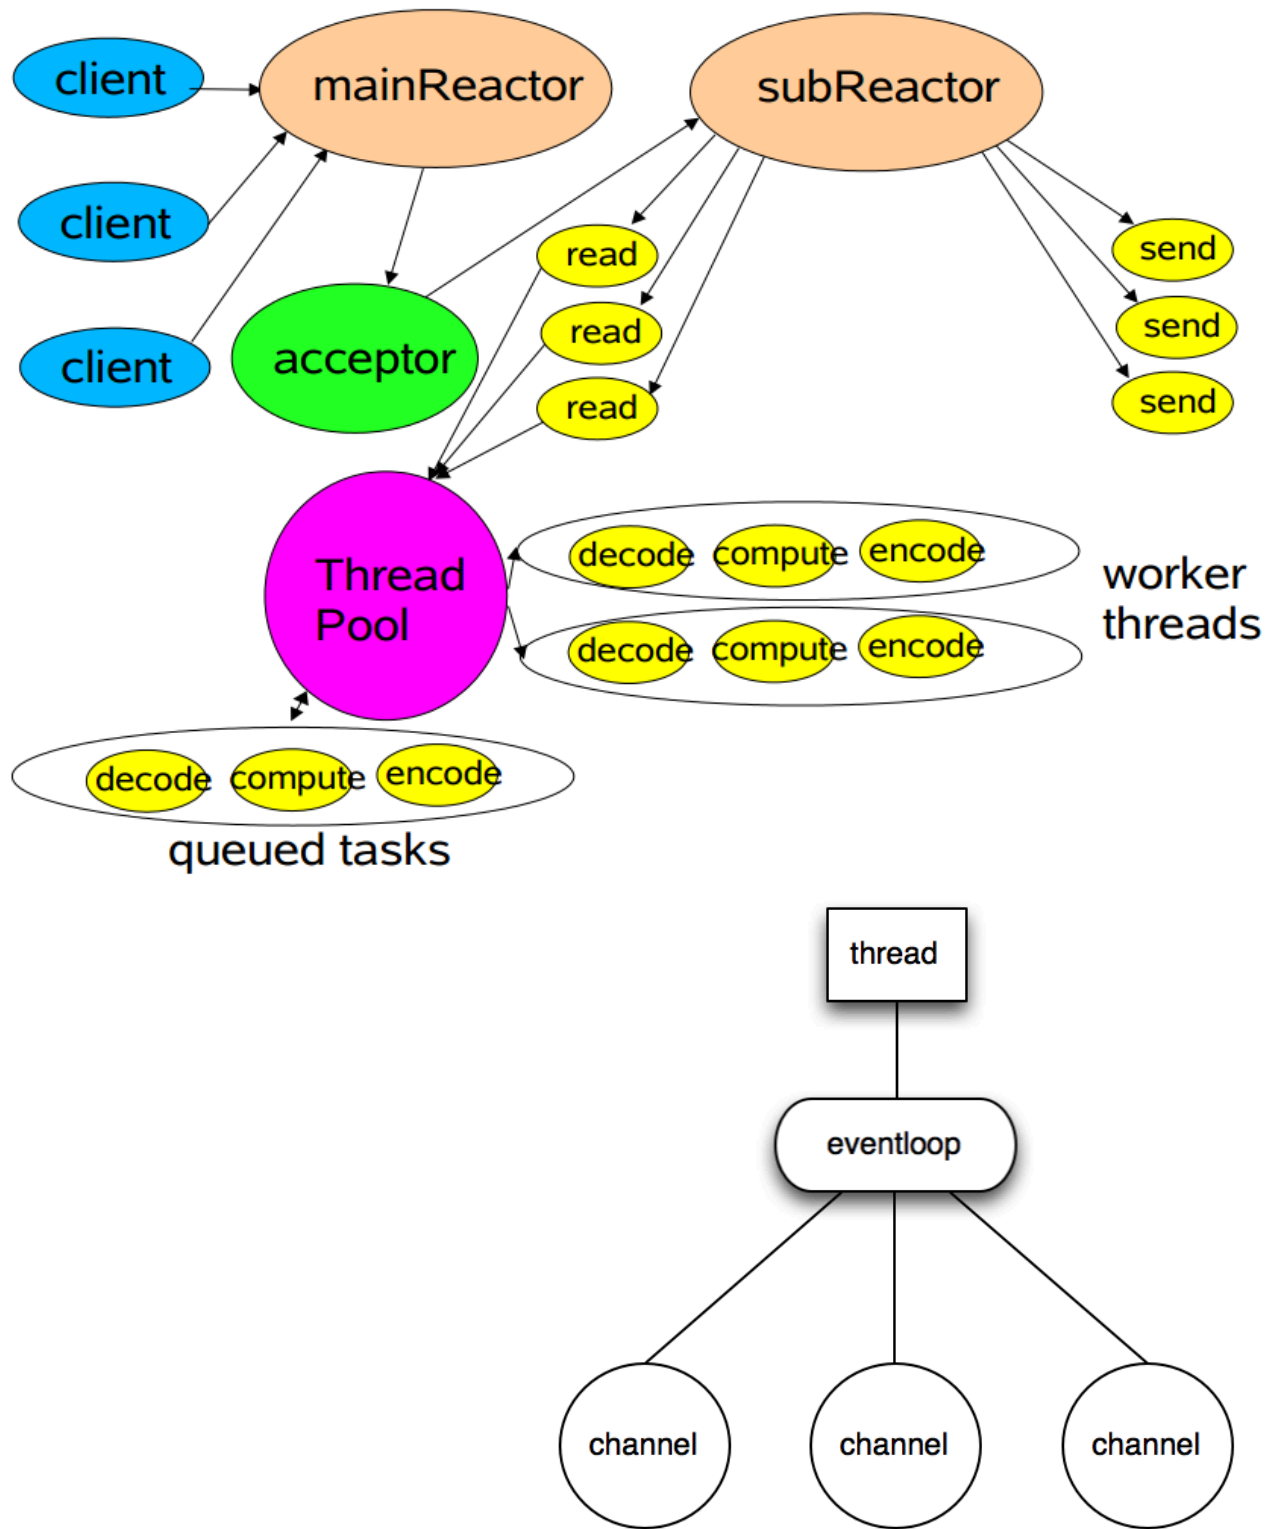 client
mainReactor
subReactor
client
client
acceptor
read
read
read
send
send
send
Thread
Pool
decode compute encode
decode compute encode
worker
threads
decode compute encode
queued tasks
thread
eventloop
channel
channel
channel